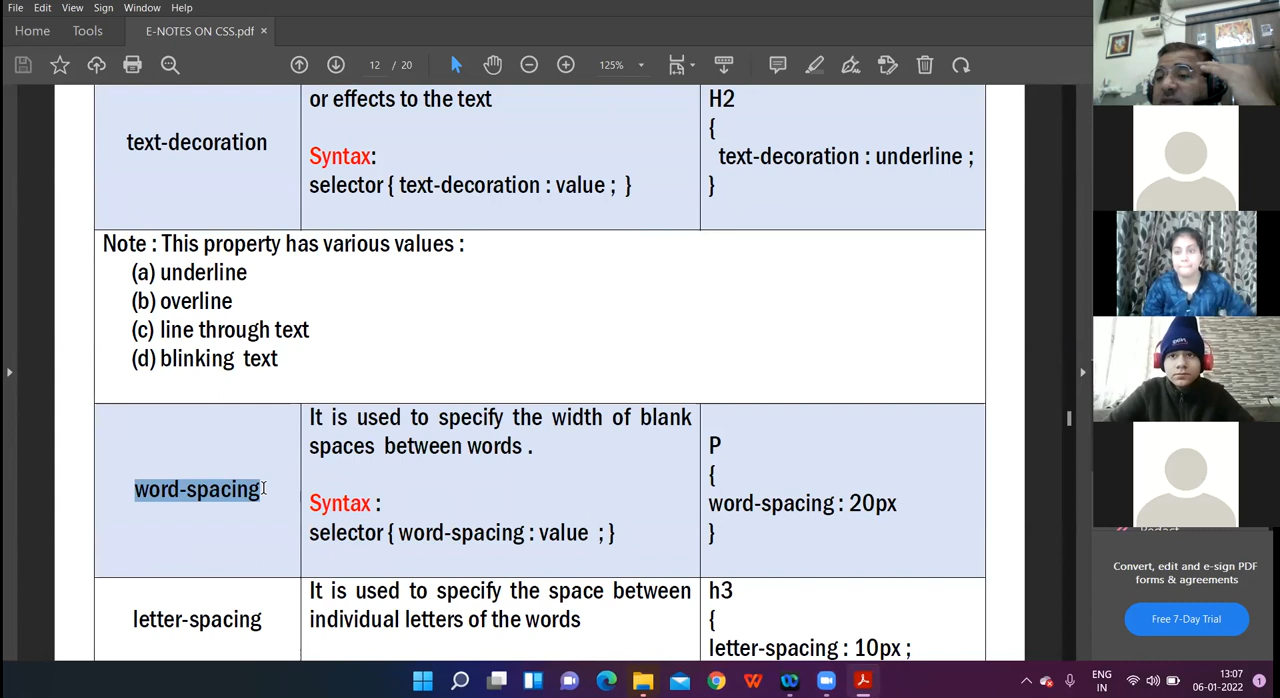 File Edit View Sign Window Help
Home Tools E-NOTES ON CSS.pdf ×
12 / 20 125%
text-decoration
or effects to the text
Syntax:
selector { text-decoration : value ; }
H2
{
text-decoration : underline ;
}
Note : This property has various values :
(a) underline
(b) overline
(c) line through text
(d) blinking text
word-spacing
It is used to specify the width of blank
spaces between words .
Syntax :
selector { word-spacing : value ; }
P
{
word-spacing : 20px
}
letter-spacing
It is used to specify the space between
individual letters of the words
h3
{
letter-spacing : 10px ;
Redact
Convert, edit and e-sign PDF
forms & agreements
Free 7-Day Trial
ENG
IN
13:07
06-01-2022
1